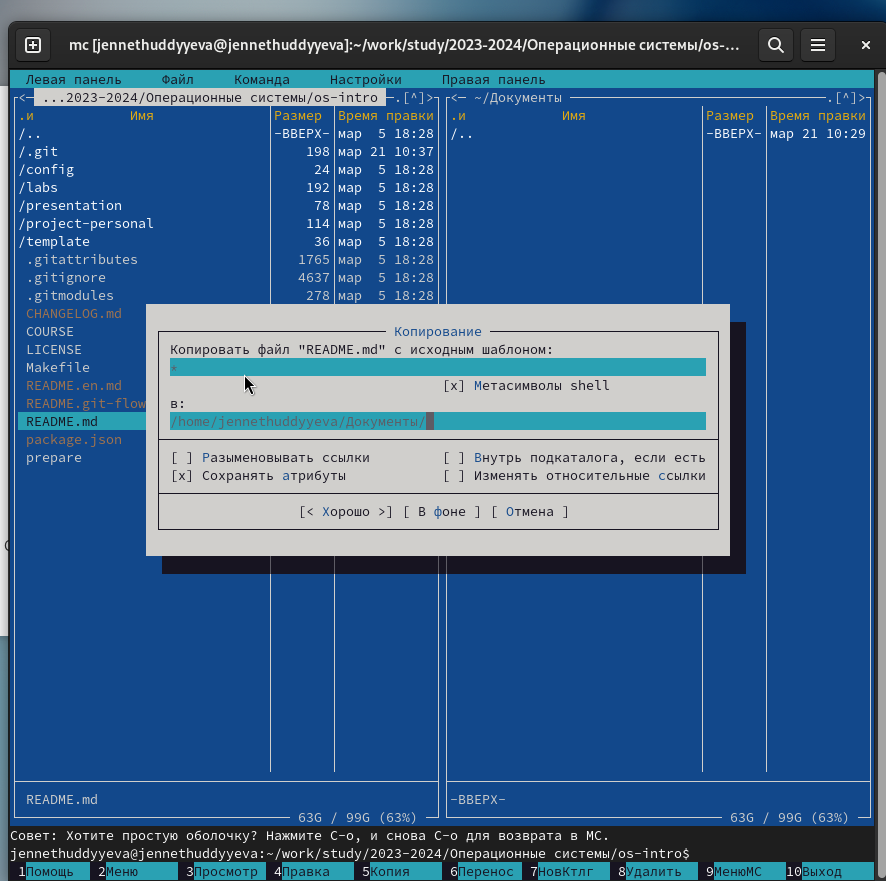 mc [jennethuddyyeva@jennethuddyyeva]:~/work/study/2023-2024/Операционные системы/os-…
Левая панель Файл Команда Настройки Правая панель
<— ...2023-2024/Операционные системы/os-intro —.[^]> <— ~/Документы —.[^]>
.и Имя Размер Время правки .и Имя Размер Время правки
/.. -ВВЕРХ- мар 5 18:28 /.. -ВВЕРХ- мар 21 10:29
/.git 198 мар 21 10:37
/config 24 мар 5 18:28
/labs 192 мар 5 18:28
/presentation 78 мар 5 18:28
/project-personal 114 мар 5 18:28
/template 36 мар 5 18:28
.gitattributes 1765 мар 5 18:28
.gitignore 4637 мар 5 18:28
.gitmodules 278 мар 5 18:28
CHANGELOG.md
COURSE
LICENSE
Makefile
README.en.md
README.git-flow
README.md
package.json
prepare
Копирование
Копировать файл "README.md" с исходным шаблоном:
*
[x] Метасимволы shell
в:
/home/jennethuddyyeva/Документы/
[ ] Разыменовывать ссылки [ ] Внутрь подкаталога, если есть
[x] Сохранять атрибуты [ ] Изменять относительные ссылки
[< Хорошо >] [ В фоне ] [ Отмена ]
README.md -ВВЕРХ-
63G / 99G (63%) 63G / 99G (63%)
Совет: Хотите простую оболочку? Нажмите C-o, и снова C-o для возврата в MC.
jennethuddyyeva@jennethuddyyeva:~/work/study/2023-2024/Операционные системы/os-intro$
1Помощь 2Меню 3Просмотр 4Правка 5Копия 6Перенос 7НовКтлг 8Удалить 9МенюMC 10Выход